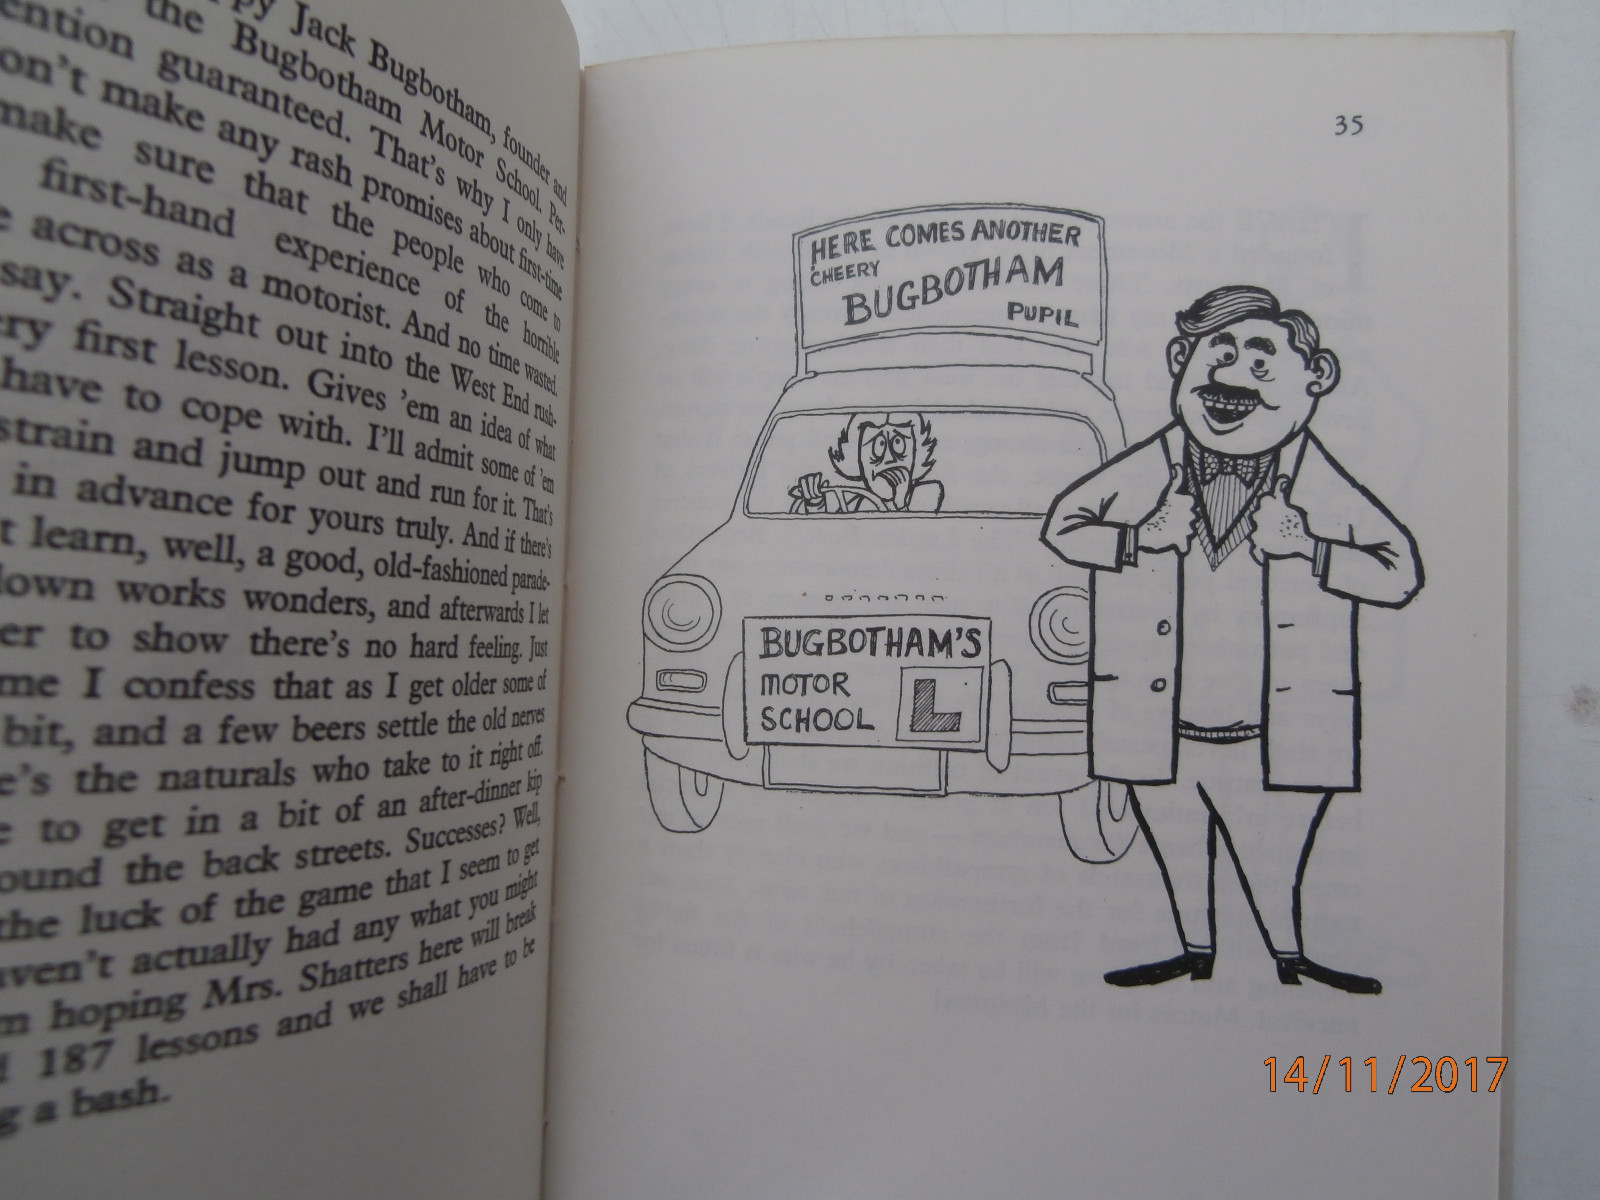 Jack Bugbotham, founder and
the Bugbotham Motor School. Per-
guaranteed. That's why I only have
make any rash promises about first-time
make sure that the people who come to
first-hand experience of the horrible
across as a motorist. And no time wasted.
say. Straight out into the West End rush-
first lesson. Gives 'em an idea of what
have to cope with. I'll admit some of 'em
strain and jump out and run for it. That's
in advance for yours truly. And if there's
learn, well, a good, old-fashioned parade-
works wonders, and afterwards I let
to show there's no hard feeling. Just
me I confess that as I get older some of
bit, and a few beers settle the old nerves
the naturals who take to it right off.
to get in a bit of an after-dinner kip
the back streets. Successes? Well,
the luck of the game that I seem to get
actually had any what you might
hoping Mrs. Shatters here will break
187 lessons and we shall have to be
a bash.
35
HERE COMES ANOTHER
CHEERY
BUGBOTHAM
PUPIL
BUGBOTHAM'S
MOTOR
SCHOOL
L
14/11/2017